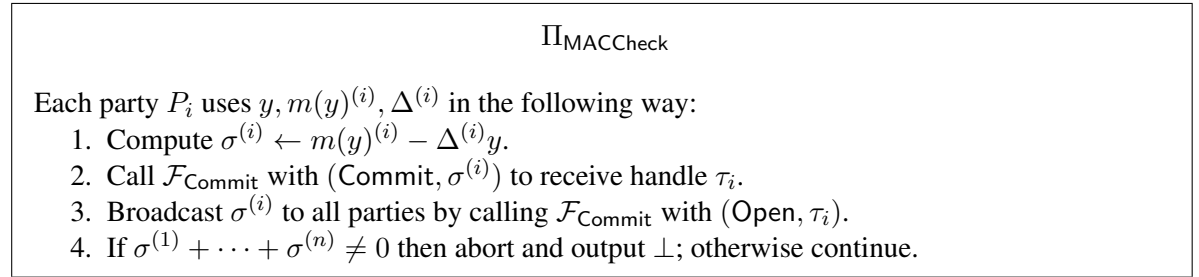 Π_MACCheck
Each party P_i uses y, m(y)^(i), Δ^(i) in the following way:
1. Compute σ^(i) ← m(y)^(i) − Δ^(i)y.
2. Call F_Commit with (Commit, σ^(i)) to receive handle τ_i.
3. Broadcast σ^(i) to all parties by calling F_Commit with (Open, τ_i).
4. If σ^(1) + · · · + σ^(n) ≠ 0 then abort and output ⊥; otherwise continue.